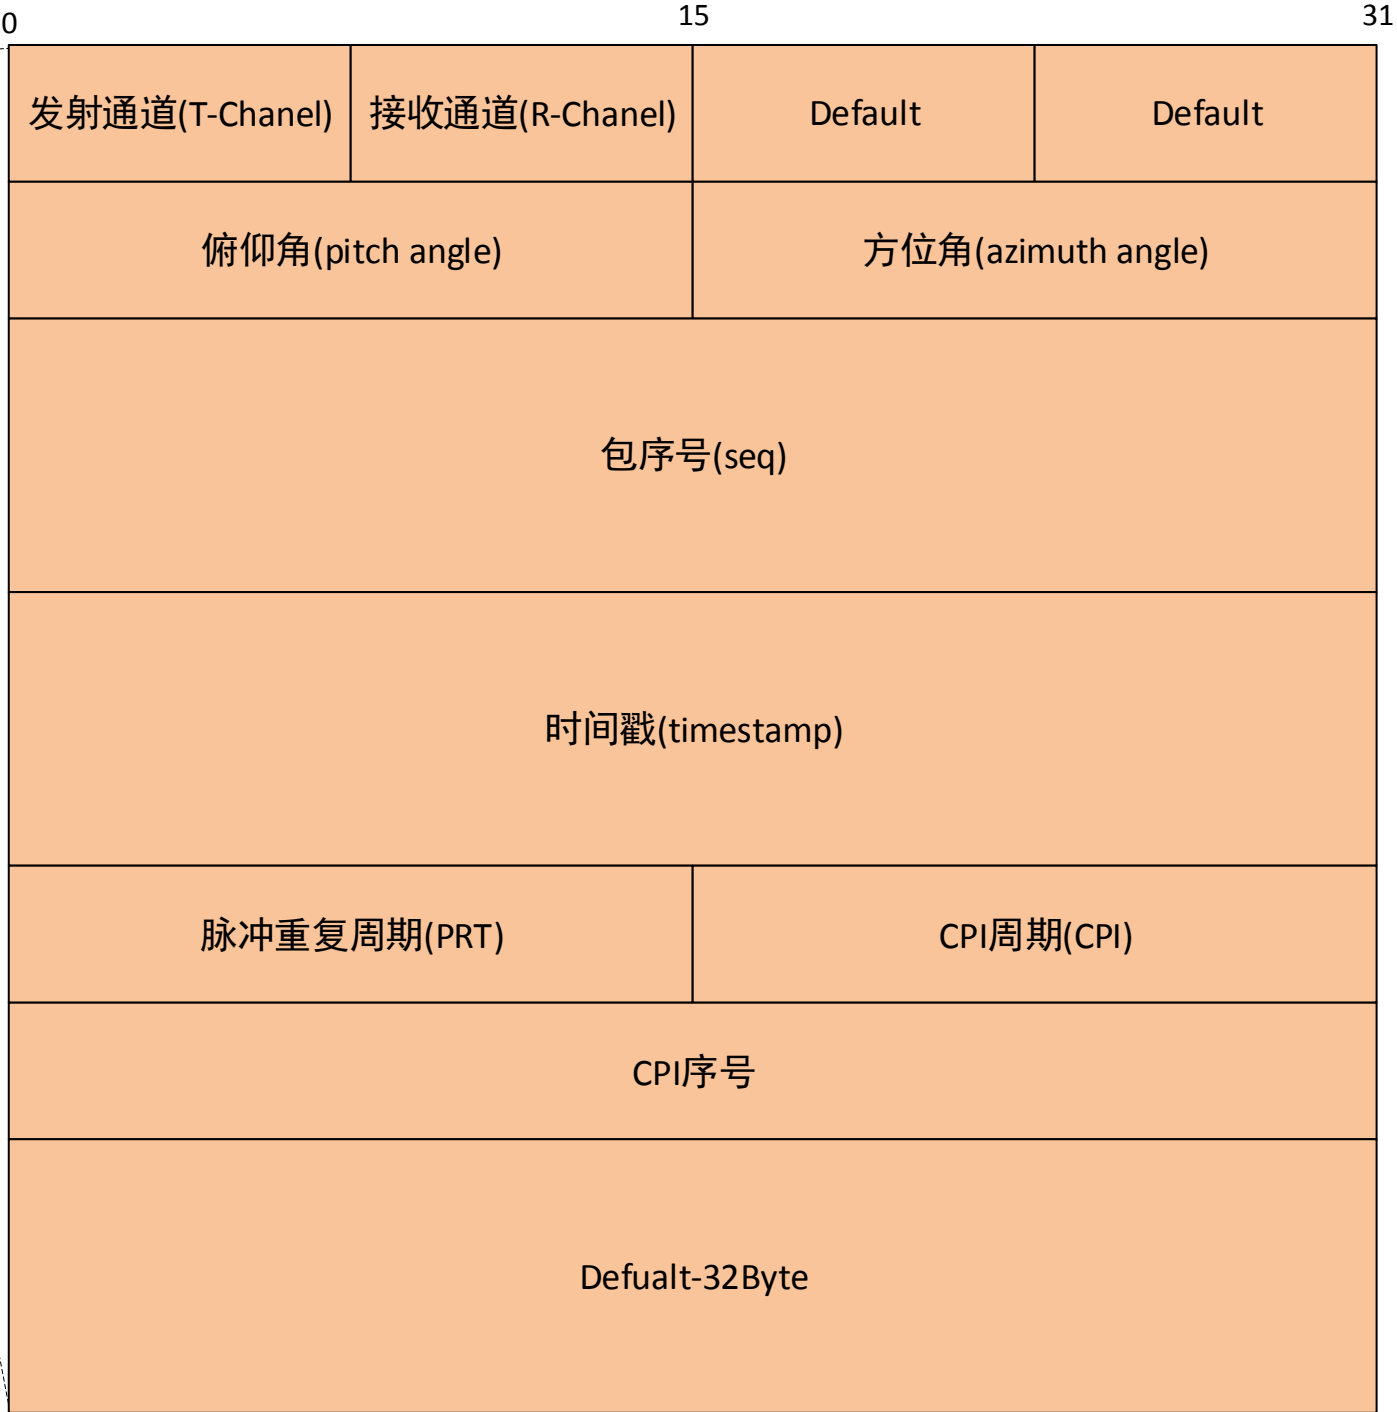 0
15
31
发射通道(T-Chanel)
接收通道(R-Chanel)
Default
Default
俯仰角(pitch angle)
方位角(azimuth angle)
包序号(seq)
时间戳(timestamp)
脉冲重复周期(PRT)
CPI周期(CPI)
CPI序号
Defualt-32Byte